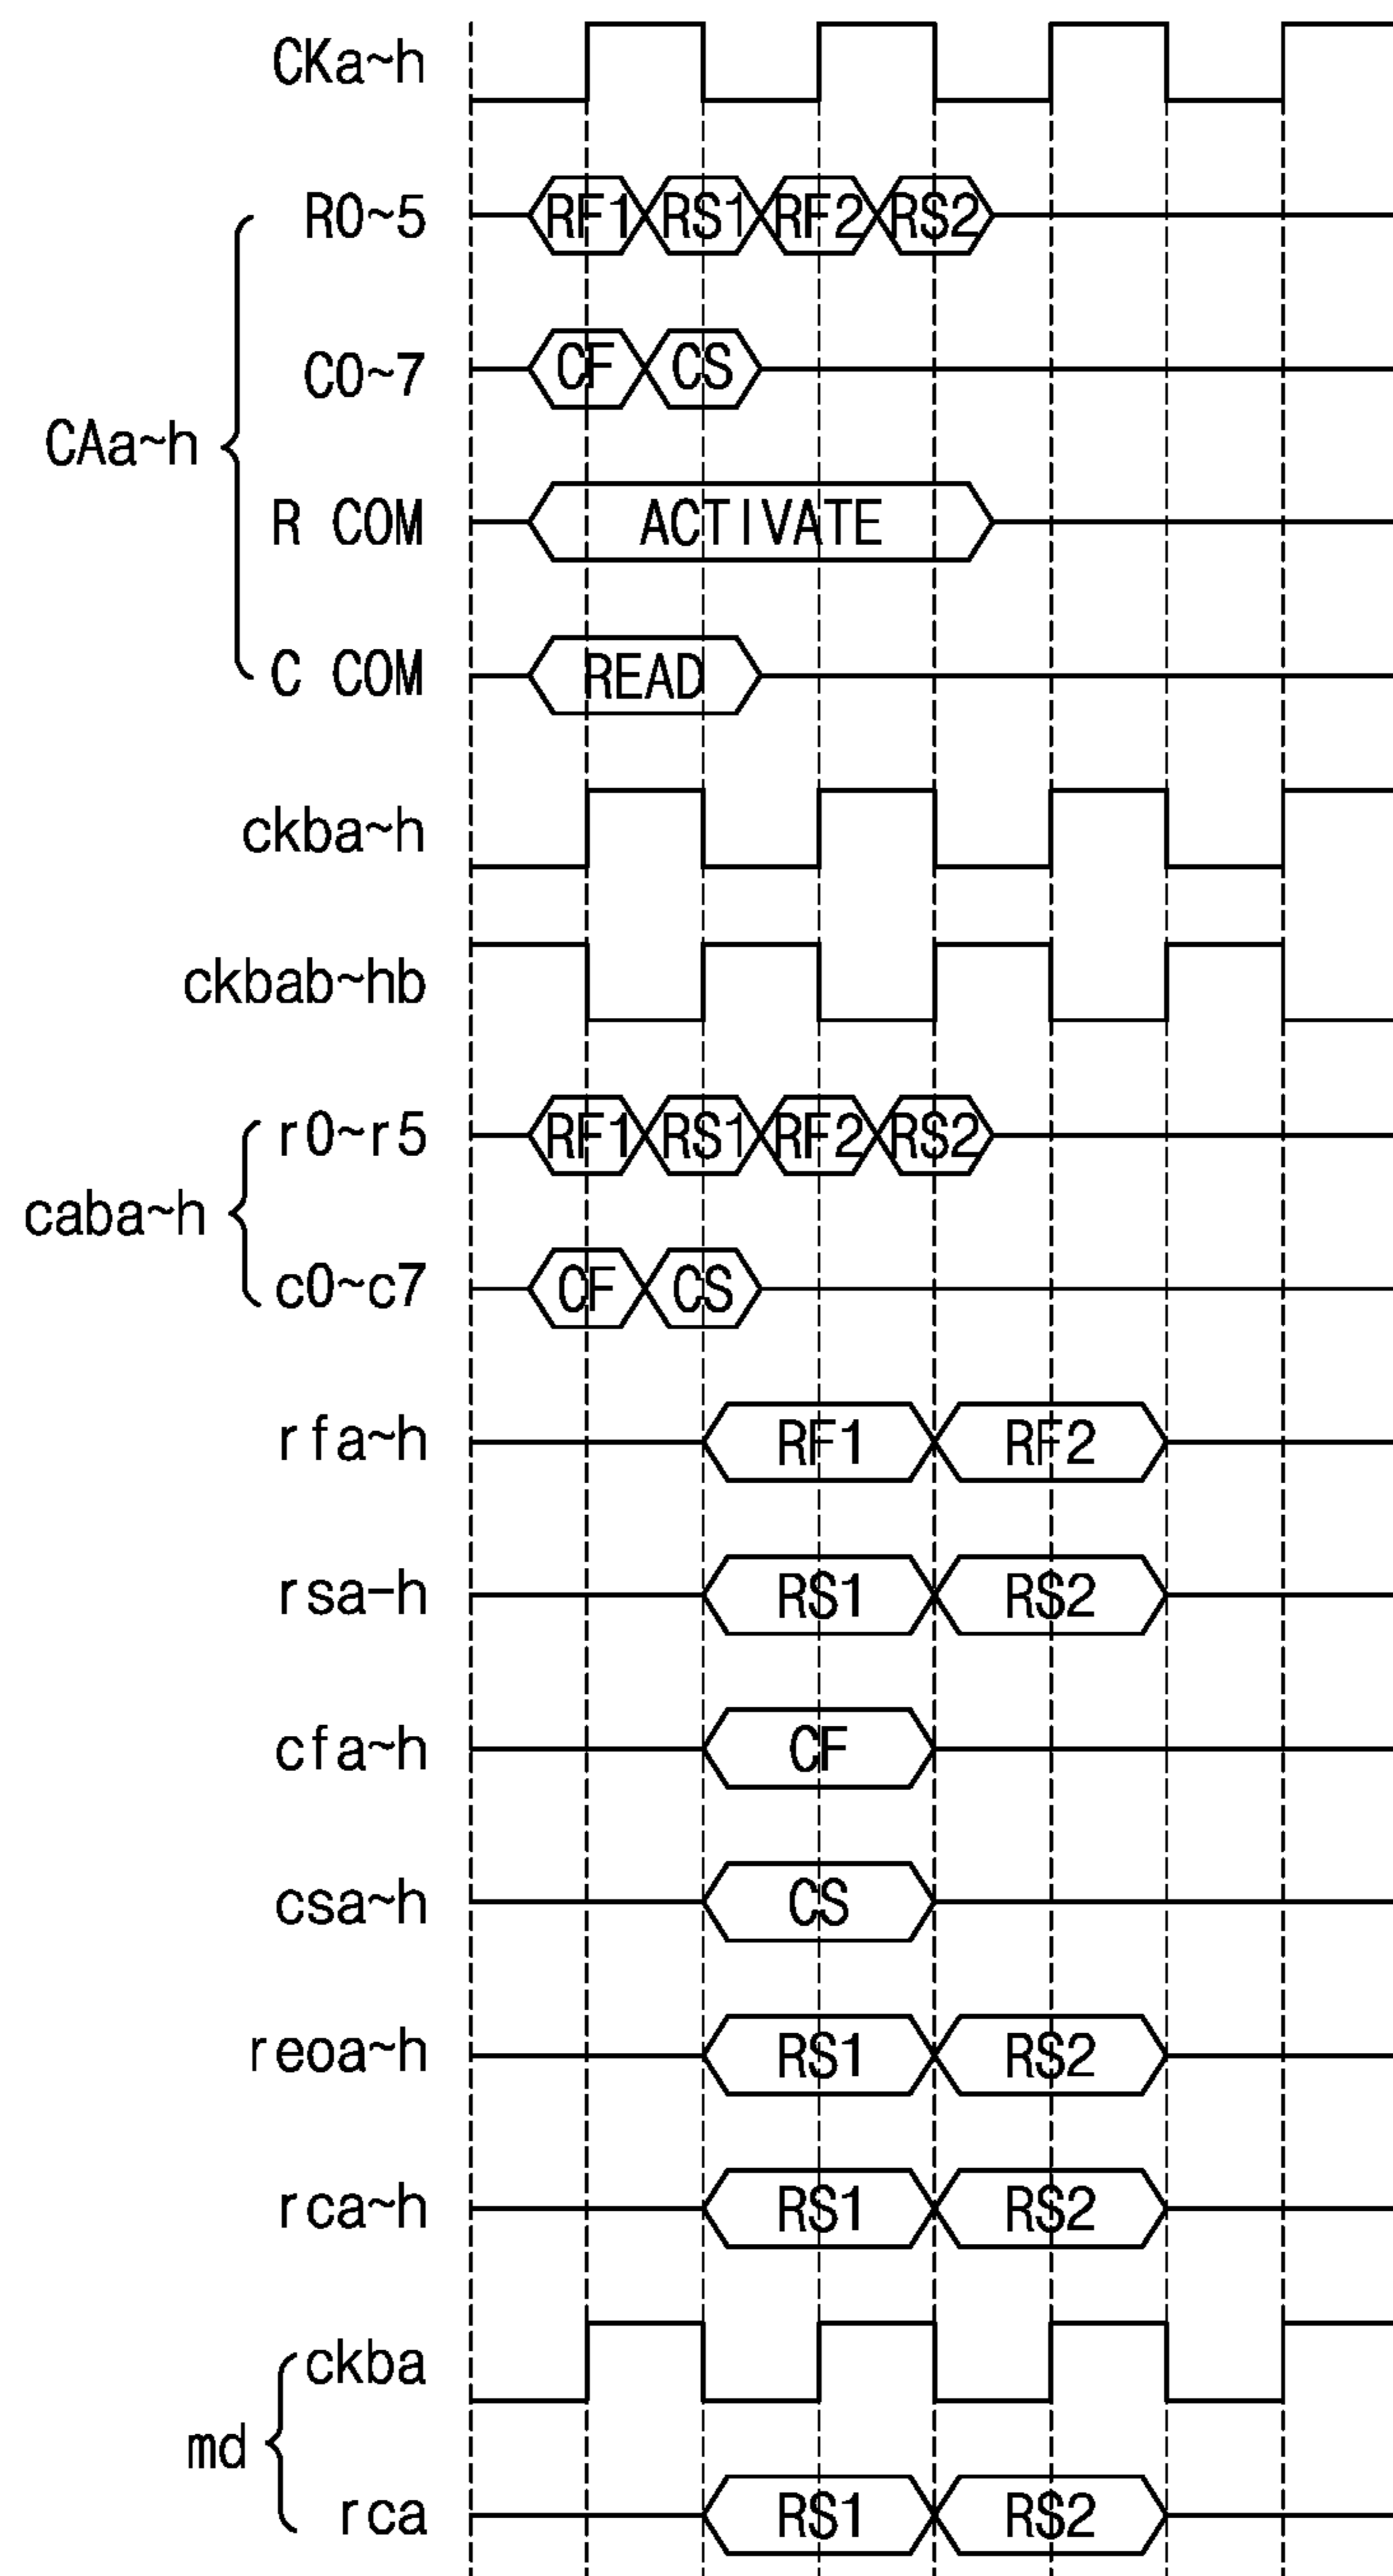 CKa~h
R0~5 RF1 RS1 RF2 RS2
C0~7 CF CS
CAa~h
R COM ACTIVATE
C COM READ
ckba~h
ckbab~hb
r0~r5 RF1 RS1 RF2 RS2
caba~h
c0~c7 CF CS
rfa~h RF1 RF2
rsa-h RS1 RS2
cfa~h CF
csa~h CS
reoa~h RS1 RS2
rca~h RS1 RS2
ckba
md
rca RS1 RS2